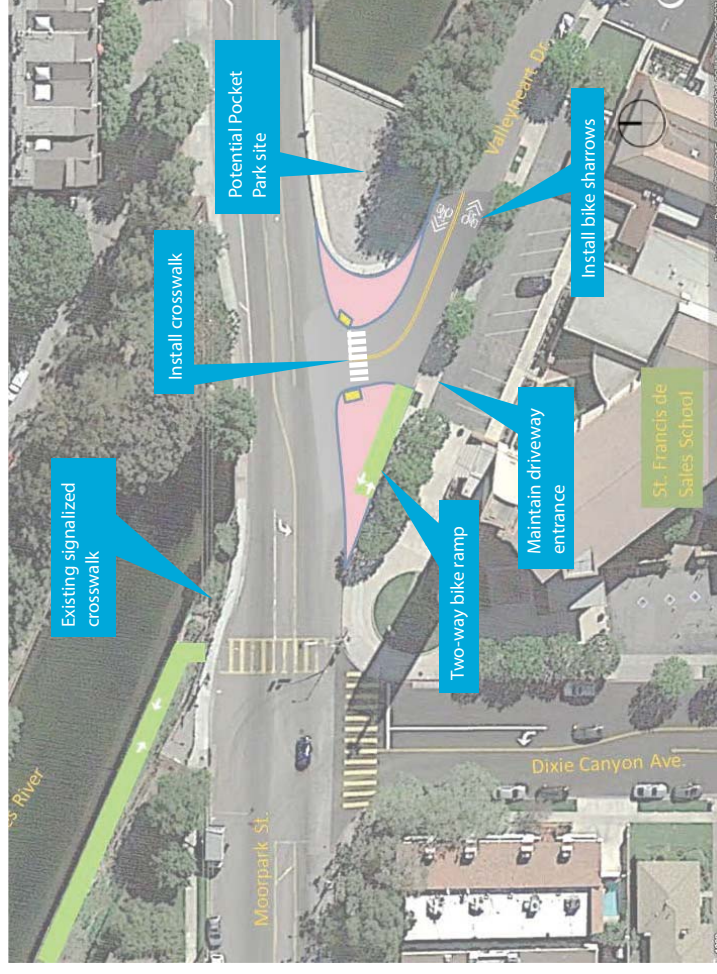 Potential Pocket
Park site
Valleyheart Dr.
Install crosswalk
Install bike sharrows
Existing signalized
crosswalk
Maintain driveway
entrance
St. Francis de
Sales School
Two-way bike ramp
River
Moorpark St.
Dixie Canyon Ave.